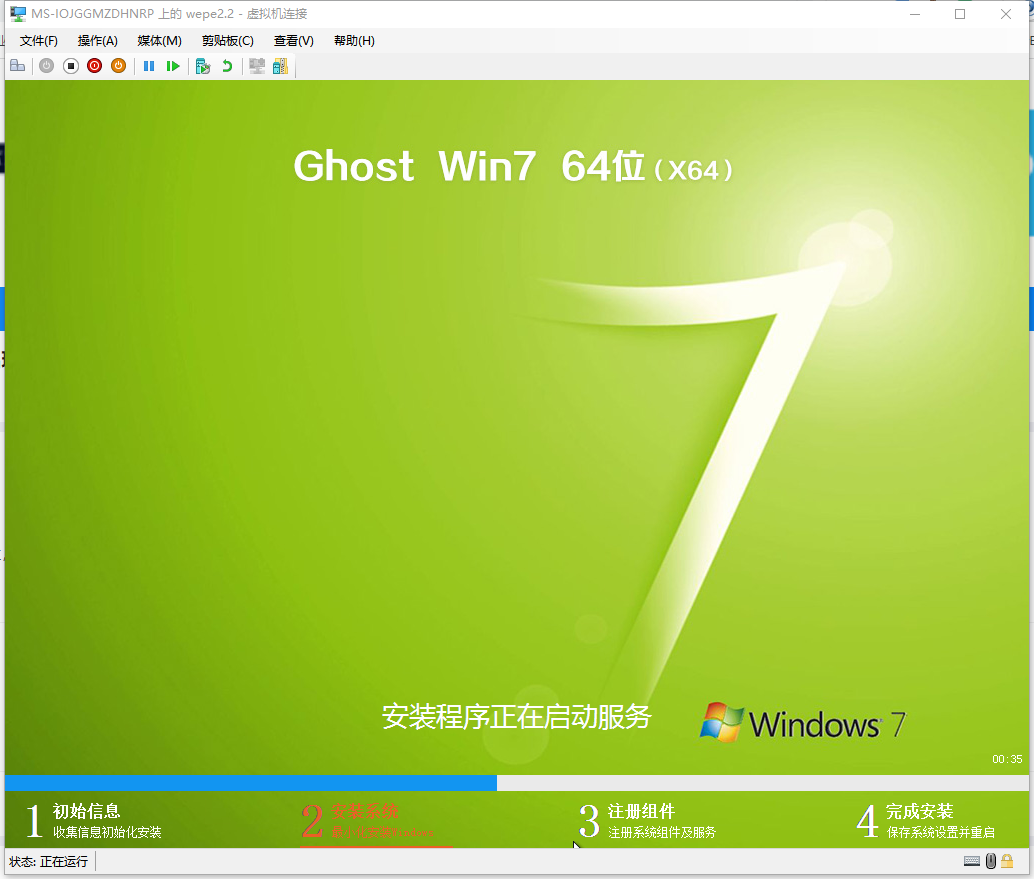 MS-IOJGGMZDHNRP 上的 wepe2.2 - 虚拟机连接
文件(F) 操作(A) 媒体(M) 剪贴板(C) 查看(V) 帮助(H)
Ghost Win7 64位（X64）
安装程序正在启动服务
Windows 7
00:35
1 初始信息
收集信息初始化安装
2 安装系统
3 注册组件
注册系统组件及服务
4 完成安装
保存系统设置并重启
状态: 正在运行